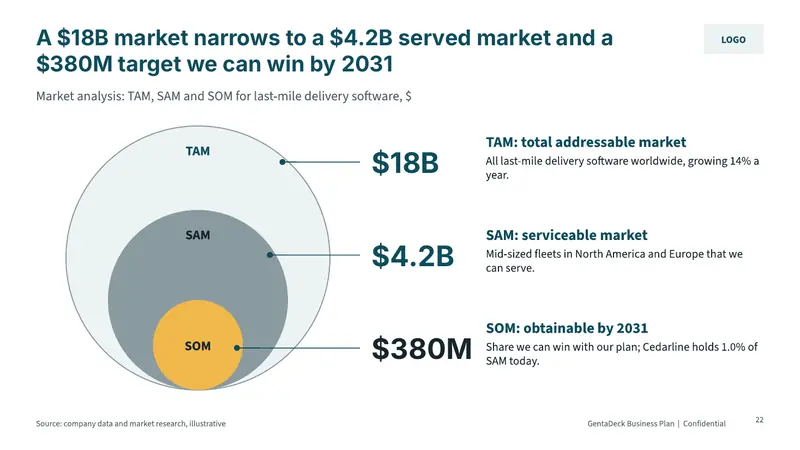 A $18B market narrows to a $4.2B served market and a
$380M target we can win by 2031
LOGO
Market analysis: TAM, SAM and SOM for last-mile delivery software, $
TAM
$18B
TAM: total addressable market
All last-mile delivery software worldwide, growing 14% a
year.
SAM
$4.2B
SAM: serviceable market
Mid-sized fleets in North America and Europe that we
can serve.
SOM
$380M
SOM: obtainable by 2031
Share we can win with our plan; Cedarline holds 1.0% of
SAM today.
Source: company data and market research, illustrative
GentaDeck Business Plan | Confidential
22